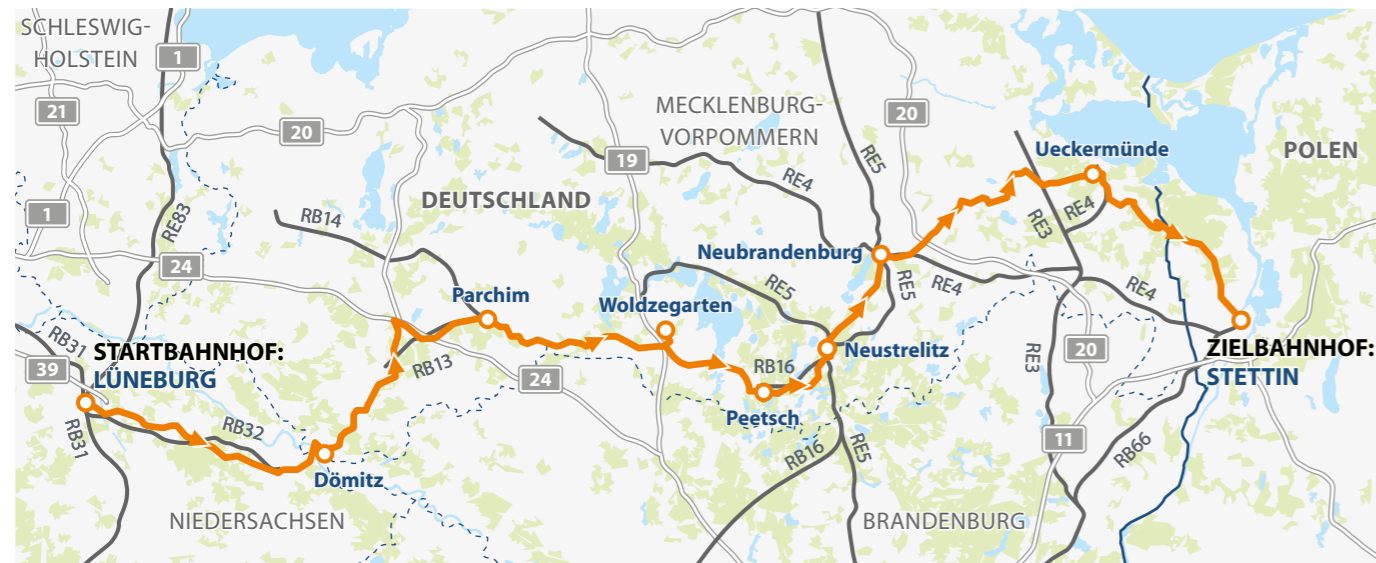 SCHLESWIG-
HOLSTEIN
1
21
20
19
20
MECKLENBURG-
VORPOMMERN
Ueckermünde
POLEN
DEUTSCHLAND
RE5
RE4
RE4
RE3
1
RE83
RB14
24
Neubrandenburg
RE5
RE4
RE4
Parchim
Woldzegarten
RE5
RB31
39
STARTBAHNHOF:
LÜNEBURG
RB13
24
RB16
Neustrelitz
RE3
20
ZIELBAHNHOF:
STETTIN
RB31
RB32
Dömitz
Peetsch
RB16
RE5
11
RB66
NIEDERSACHSEN
BRANDENBURG